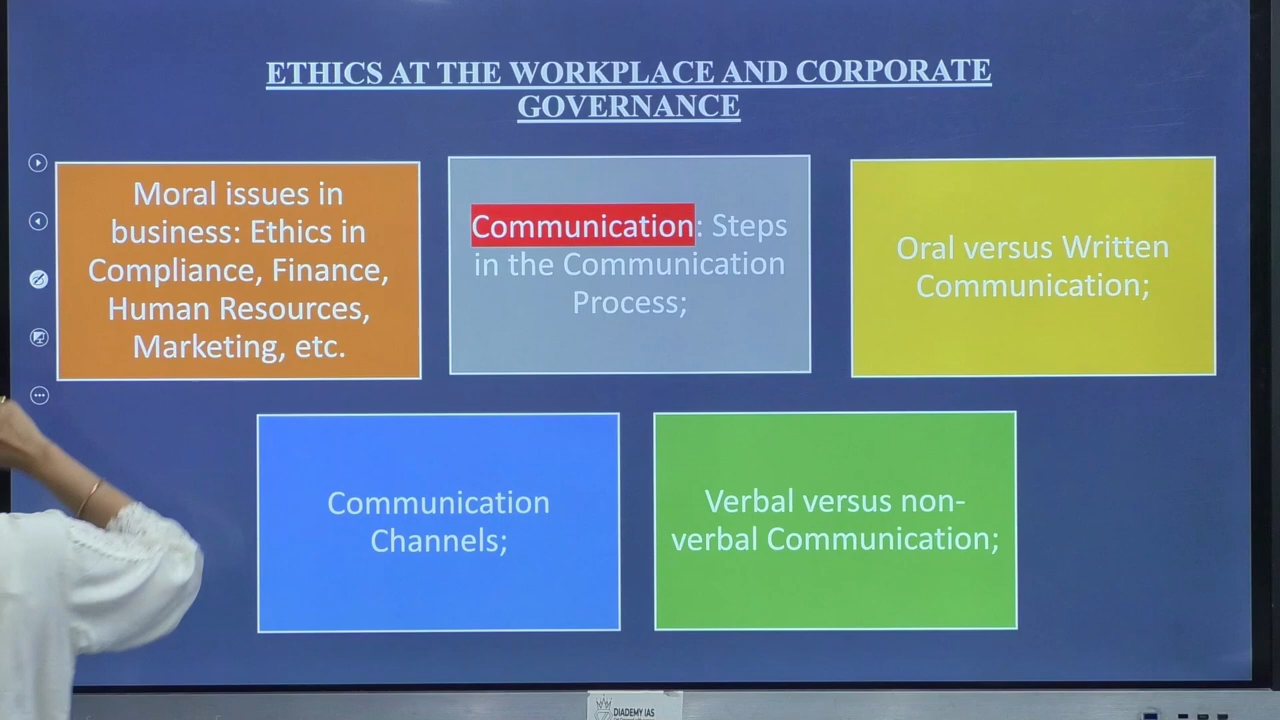 ETHICS AT THE WORKPLACE AND CORPORATE
GOVERNANCE
Moral issues in
business: Ethics in
Compliance, Finance,
Human Resources,
Marketing, etc.
Communication: Steps
in the Communication
Process;
Oral versus Written
Communication;
Communication
Channels;
Verbal versus non-
verbal Communication;
DIADEMY IAS